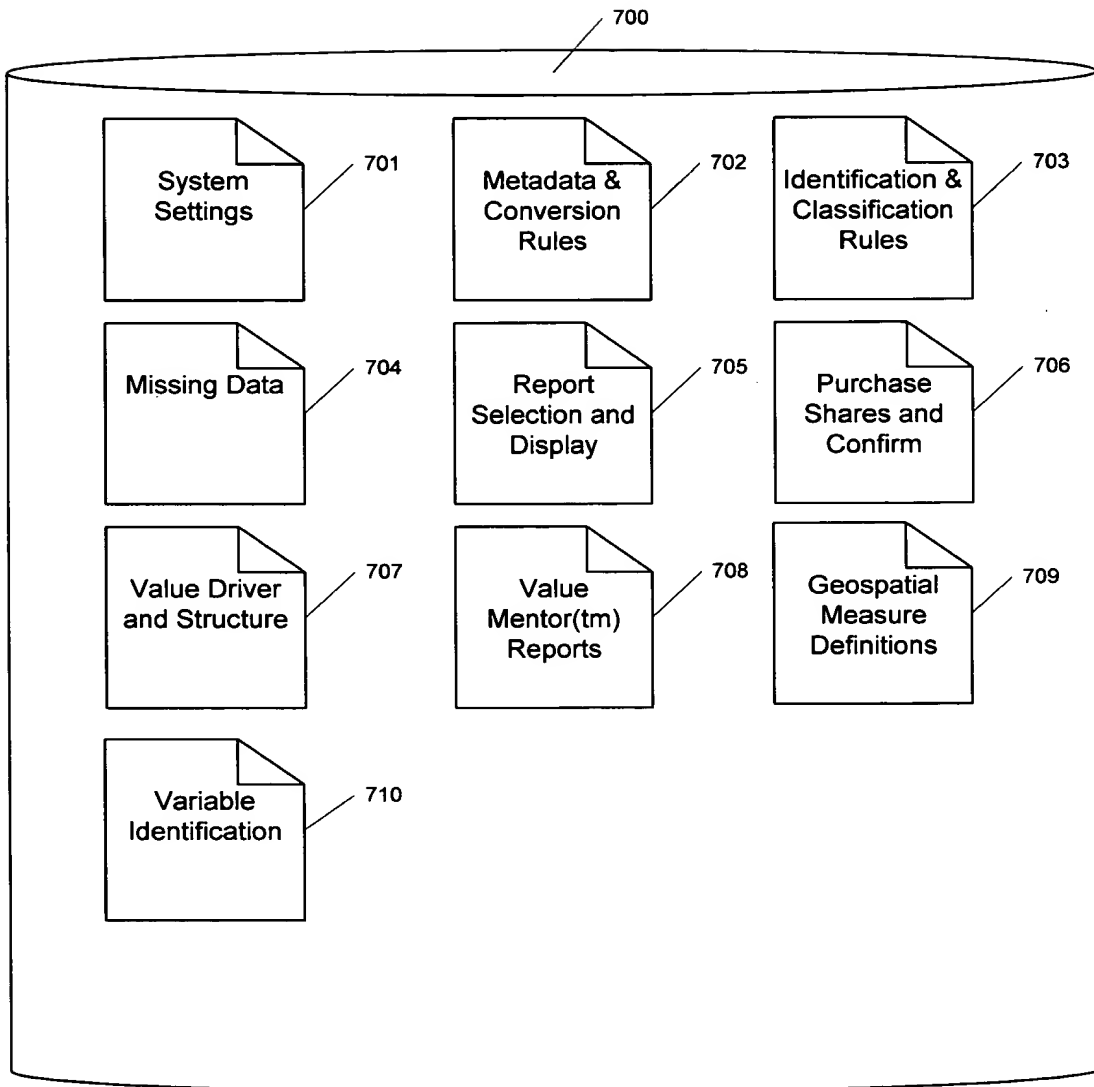 700
System
Settings
701
Metadata &
Conversion
Rules
702
Identification &
Classification
Rules
703
Missing Data
704
Report
Selection and
Display
705
Purchase
Shares and
Confirm
706
Value Driver
and Structure
707
Value
Mentor(tm)
Reports
708
Geospatial
Measure
Definitions
709
Variable
Identification
710